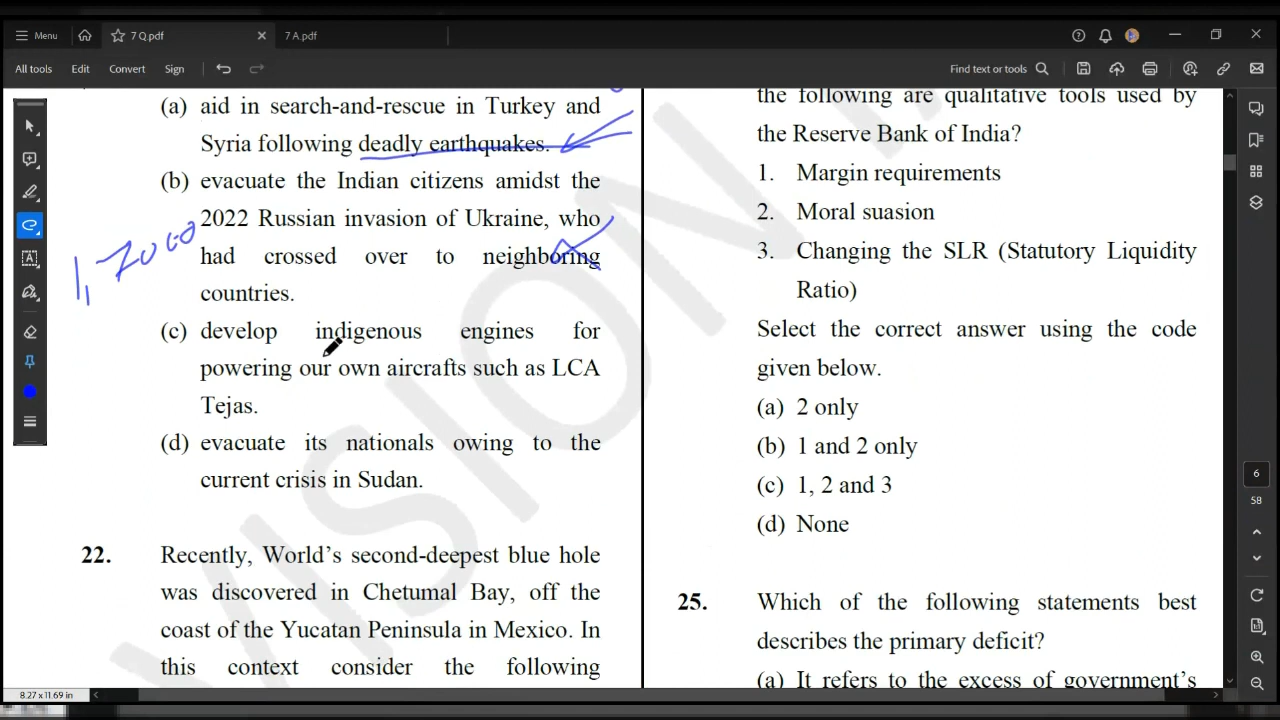 Menu
7 Q.pdf
7 A.pdf
All tools
Edit
Convert
Sign
Find text or tools
(a) aid in search-and-rescue in Turkey and
Syria following deadly earthquakes.
(b) evacuate the Indian citizens amidst the
2022 Russian invasion of Ukraine, who
had crossed over to neighboring
countries.
(c) develop indigenous engines for
powering our own aircrafts such as LCA
Tejas.
(d) evacuate its nationals owing to the
current crisis in Sudan.
22. Recently, World's second-deepest blue hole
was discovered in Chetumal Bay, off the
coast of the Yucatan Peninsula in Mexico. In
this context consider the following
the following are qualitative tools used by
the Reserve Bank of India?
1. Margin requirements
2. Moral suasion
3. Changing the SLR (Statutory Liquidity
Ratio)
Select the correct answer using the code
given below.
(a) 2 only
(b) 1 and 2 only
(c) 1, 2 and 3
(d) None
25. Which of the following statements best
describes the primary deficit?
(a) It refers to the excess of government's
VISION
6
58
8.27 x 11.69 in